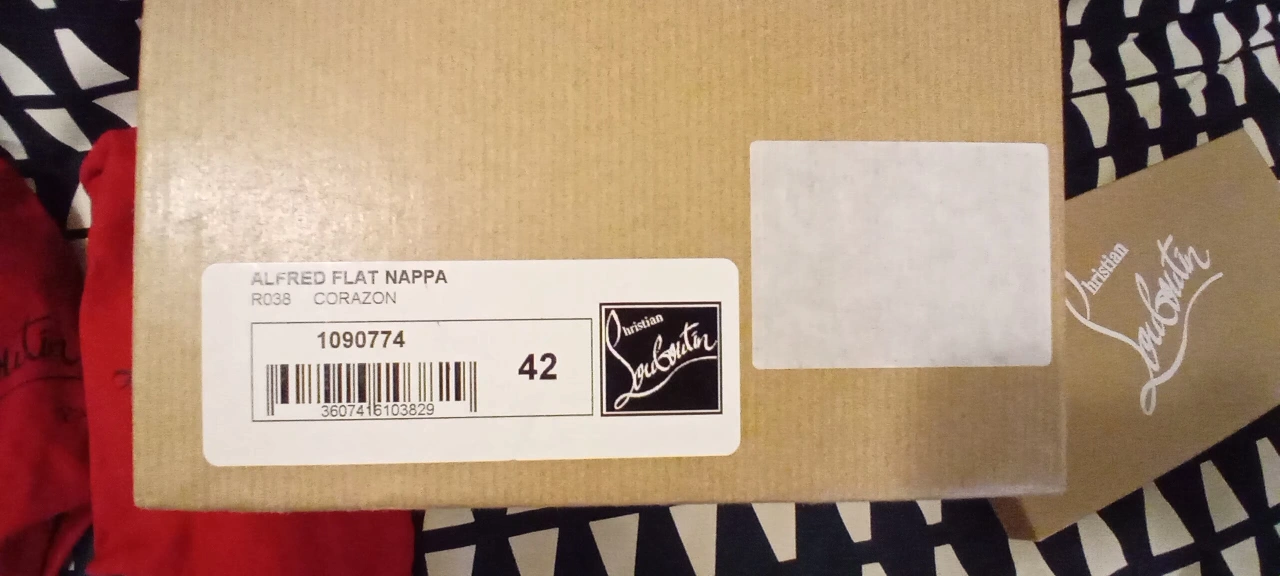 ALFRED FLAT NAPPA
R038 CORAZON
1090774
42
3607416103829
Christian
Louboutin
Christian
Louboutin